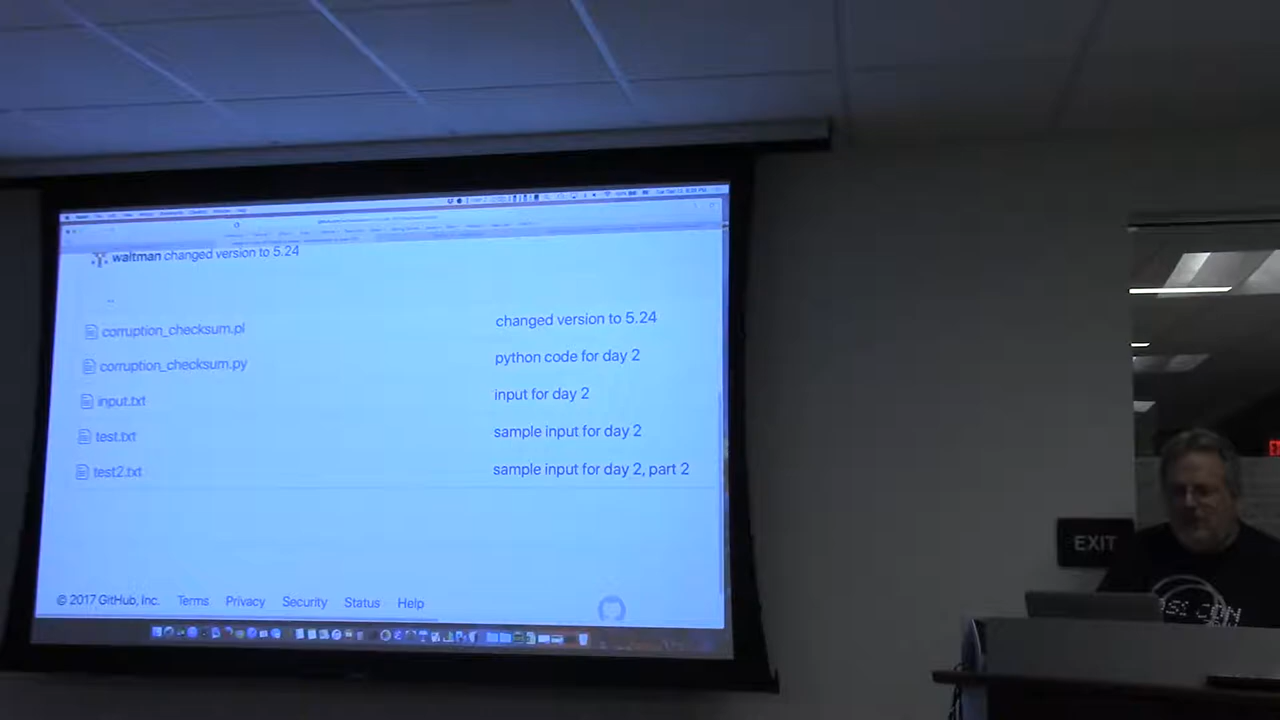 waltman changed version to 5.24
..
corruption_checksum.pl changed version to 5.24
corruption_checksum.py python code for day 2
input.txt input for day 2
test.txt sample input for day 2
test2.txt sample input for day 2, part 2
© 2017 GitHub, Inc. Terms Privacy Security Status Help
EXIT